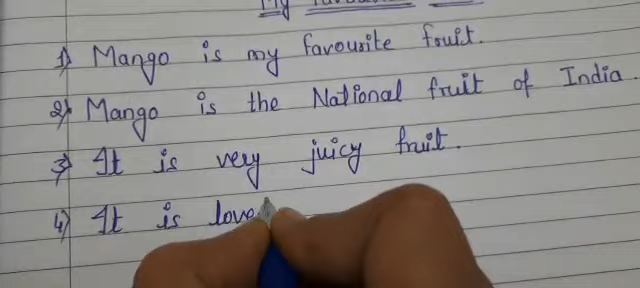 My
1) Mango is my favourite fruit.
2) Mango is the National fruit of India.
3) It is very juicy fruit.
4) It is love